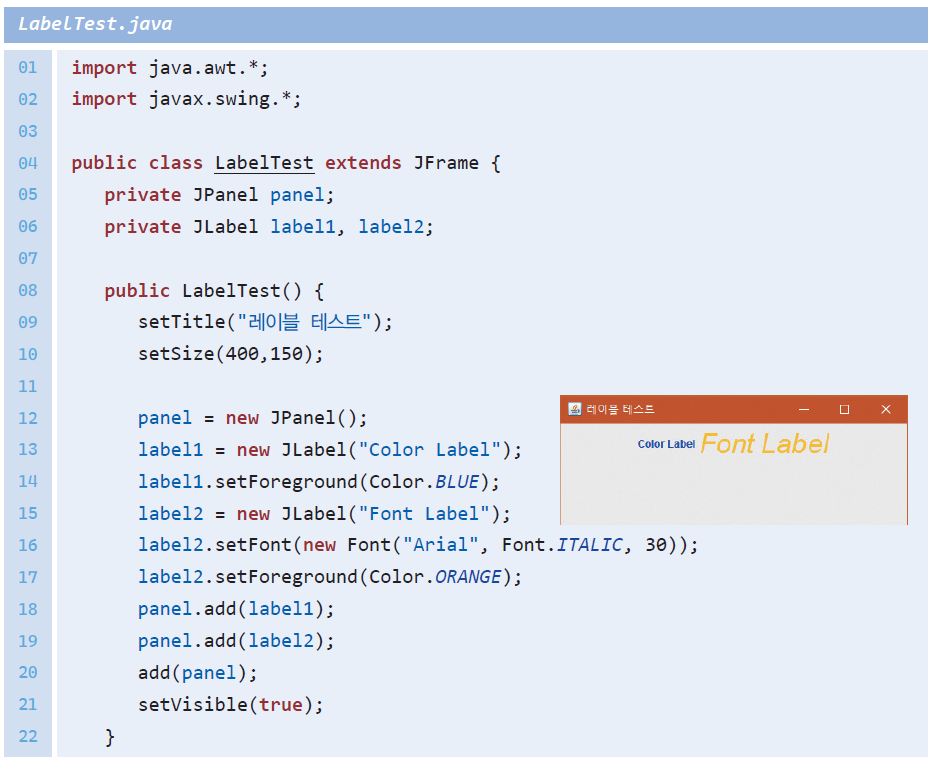 LabelTest.java
01 import java.awt.*;
02 import javax.swing.*;
03
04 public class LabelTest extends JFrame {
05 private JPanel panel;
06 private JLabel label1, label2;
07
08 public LabelTest() {
09 setTitle("레이블 테스트");
10 setSize(400,150);
11
12 panel = new JPanel();
13 label1 = new JLabel("Color Label");
14 label1.setForeground(Color.BLUE);
15 label2 = new JLabel("Font Label");
16 label2.setFont(new Font("Arial", Font.ITALIC, 30));
17 label2.setForeground(Color.ORANGE);
18 panel.add(label1);
19 panel.add(label2);
20 add(panel);
21 setVisible(true);
22 }
레이블 테스트
Color Label Font Label